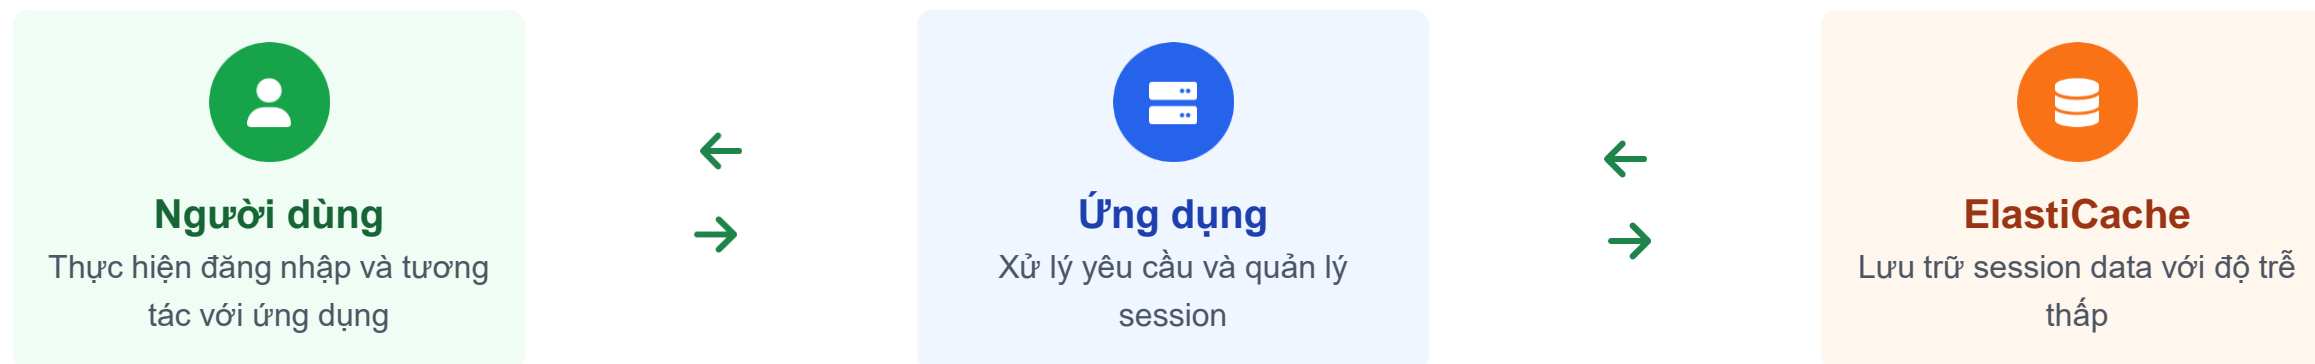 Người dùng
Thực hiện đăng nhập và tương
tác với ứng dụng
Ứng dụng
Xử lý yêu cầu và quản lý
session
ElastiCache
Lưu trữ session data với độ trễ
thấp